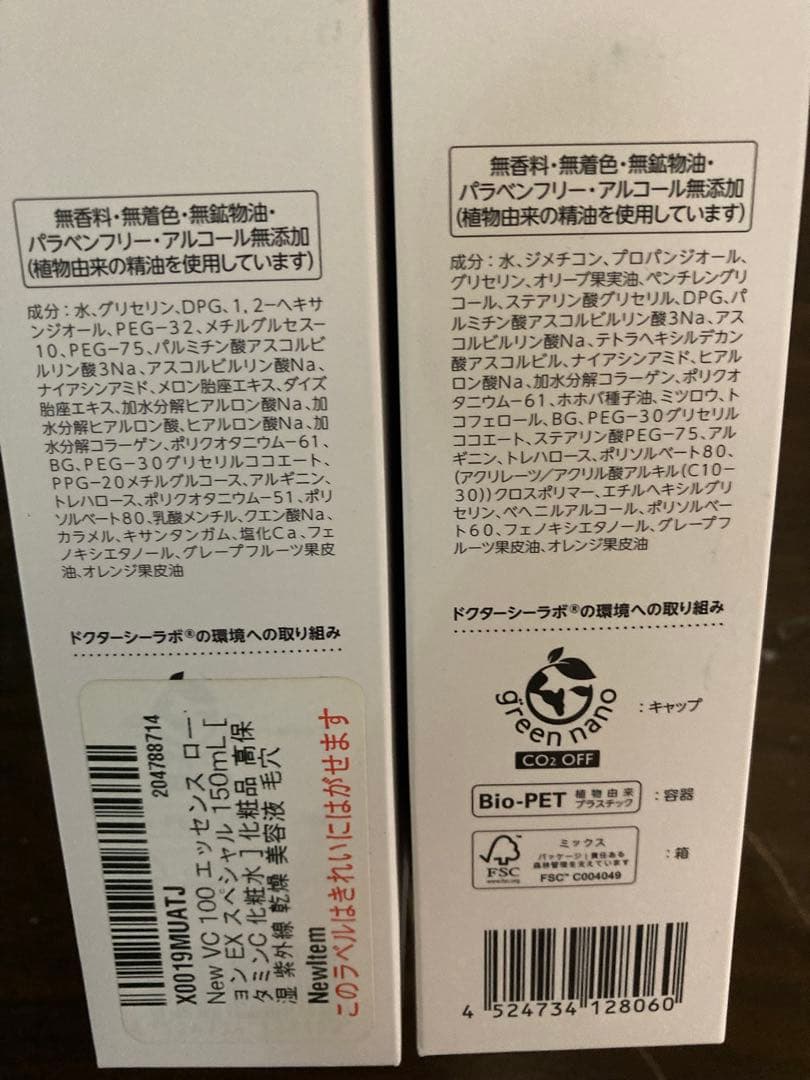 無香料・無着色・無鉱物油・
パラベンフリー・アルコール無添加
(植物由来の精油を使用しています)
成分：水、グリセリン、DPG、1，2－ヘキサ
ンジオール、PEG－32、メチルグルセス－
10、PEG－75、パルミチン酸アスコルビ
ルリン酸3Na、アスコルビルリン酸Na、
ナイアシンアミド、メロン胎座エキス、ダイズ
胎座エキス、加水分解ヒアルロン酸Na、加
水分解ヒアルロン酸、ヒアルロン酸Na、加
水分解コラーゲン、ポリクオタニウム－61、
BG、PEG－30グリセリルココエート、
PPG－20メチルグルコース、アルギニン、
トレハロース、ポリクオタニウム－51、ポリ
ソルベート80、乳酸メンチル、クエン酸Na、
カラメル、キサンタンガム、塩化Ca、フェ
ノキシエタノール、グレープフルーツ果皮
油、オレンジ果皮油
ドクターシーラボ®の環境への取り組み
204788714
X0019MUATJ
New VC 100 エッセンス ロー
ョン EX スペシャル 150mL [
タミンC 化粧水 ] 化粧品 高保
湿 紫外線 乾燥 美容液 毛穴
NewItem
このラベルはきれいにはがせます
無香料・無着色・無鉱物油・
パラベンフリー・アルコール無添加
(植物由来の精油を使用しています)
成分：水、ジメチコン、プロパンジオール、
グリセリン、オリーブ果実油、ペンチレングリ
コール、ステアリン酸グリセリル、DPG、パ
ルミチン酸アスコルビルリン酸3Na、アス
コルビルリン酸Na、テトラヘキシルデカン
酸アスコルビル、ナイアシンアミド、ヒアル
ロン酸Na、加水分解コラーゲン、ポリクオ
タニウム－61、ホホバ種子油、ミツロウ、ト
コフェロール、BG、PEG－30グリセリル
ココエート、ステアリン酸PEG－75、アル
ギニン、トレハロース、ポリソルベート80、
(アクリレーツ／アクリル酸アルキル(C10－
30))クロスポリマー、エチルヘキシルグリ
セリン、ベヘニルアルコール、ポリソルベー
ト60、フェノキシエタノール、グレープフ
ルーツ果皮油、オレンジ果皮油
ドクターシーラボ®の環境への取り組み
green nano
：キャップ
CO2 OFF
Bio-PET 植物由来
プラスチック
：容器
FSC
www.fsc.org
ミックス
パッケージ｜責任ある
森林管理を支えています
FSC™ C004049
：箱
4 524734 128060